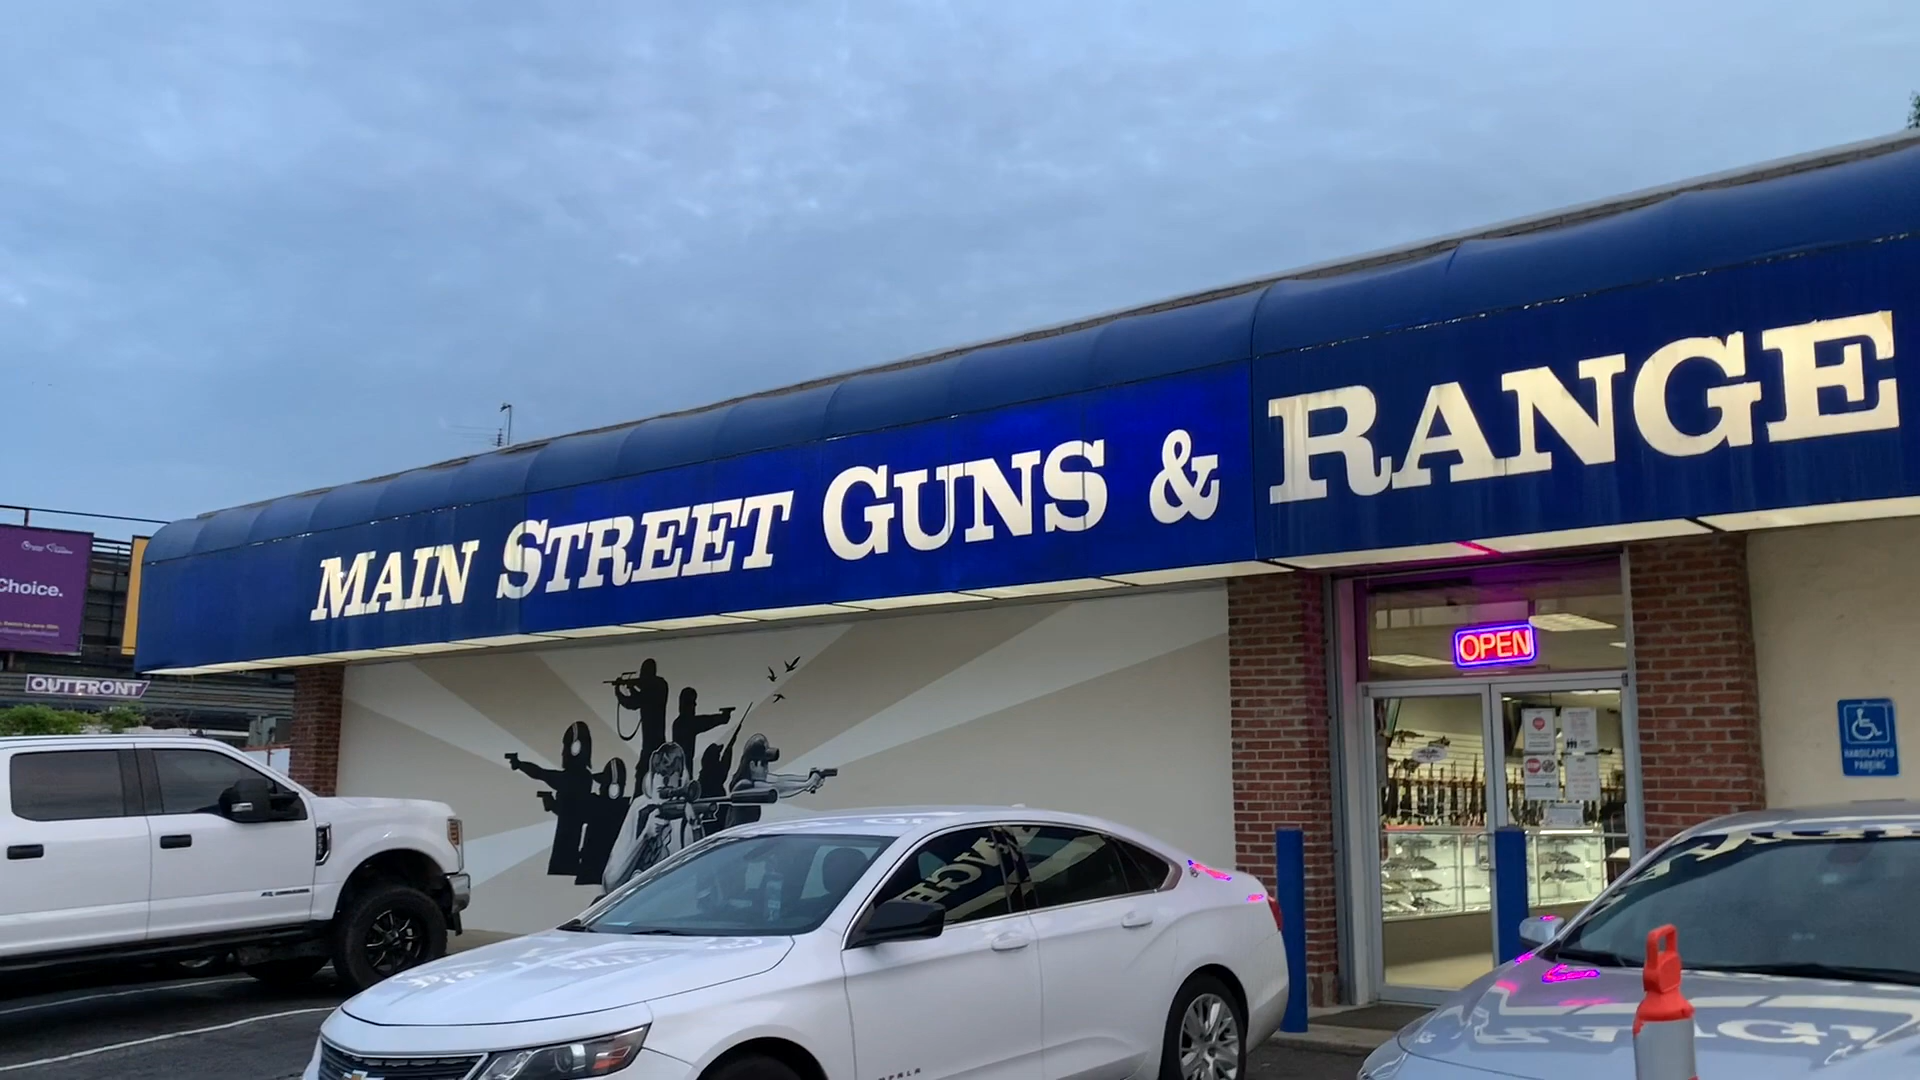 MAIN STREET GUNS & RANGE
OPEN
Choice.
OUTFRONT
HANDICAPPED
PARKING